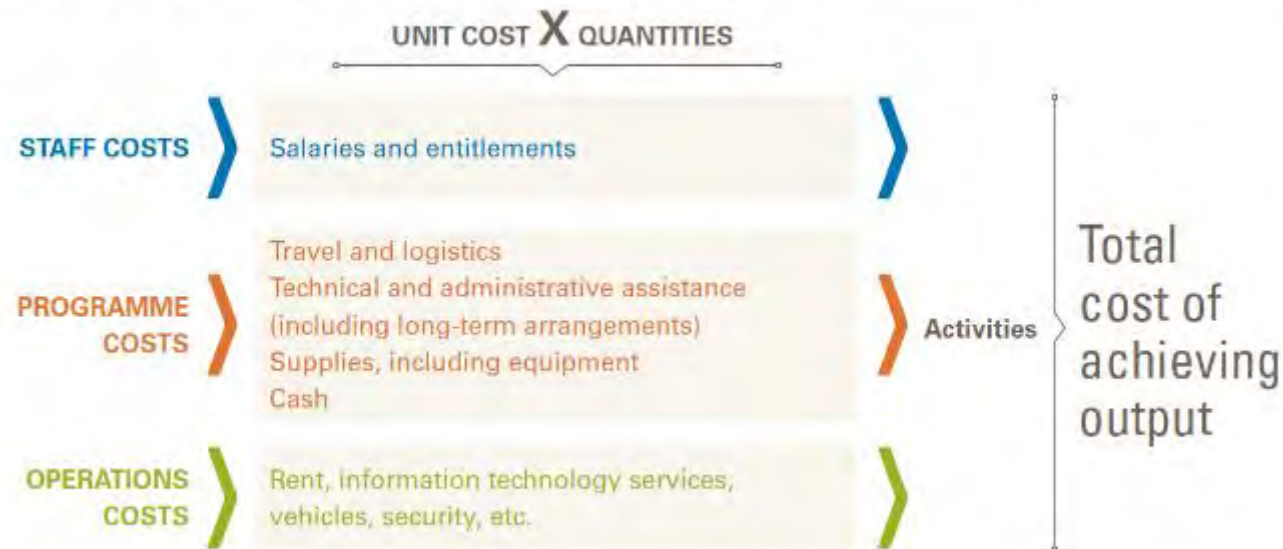 UNIT COST X QUANTITIES
STAFF COSTS
Salaries and entitlements
PROGRAMME
COSTS
Travel and logistics
Technical and administrative assistance
(including long-term arrangements)
Supplies, including equipment
Cash
Activities
OPERATIONS
COSTS
Rent, information technology services,
vehicles, security, etc.
Total
cost of
achieving
output